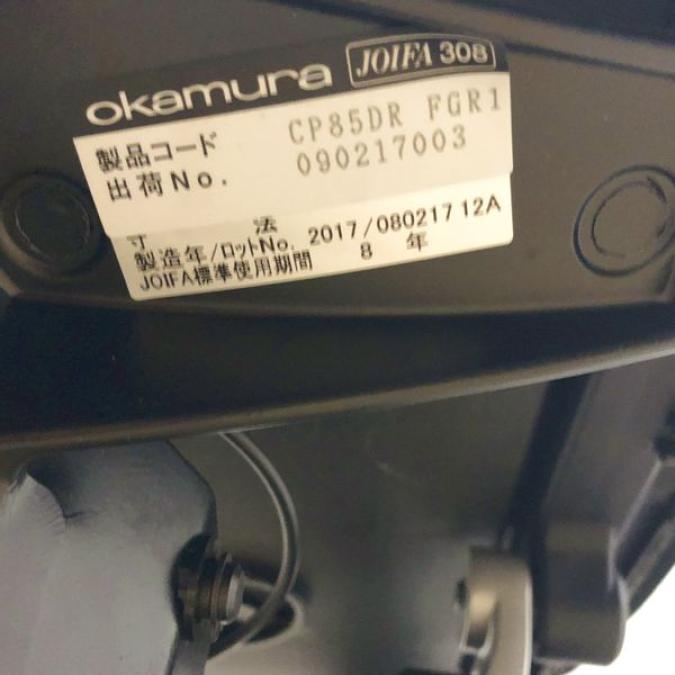 okamura JOIFA 308
製品コード CP85DR FGR1
出荷No. 090217003
寸法
製造年/ロットNo. 2017/080217 12A
JOIFA標準使用期間 8 年